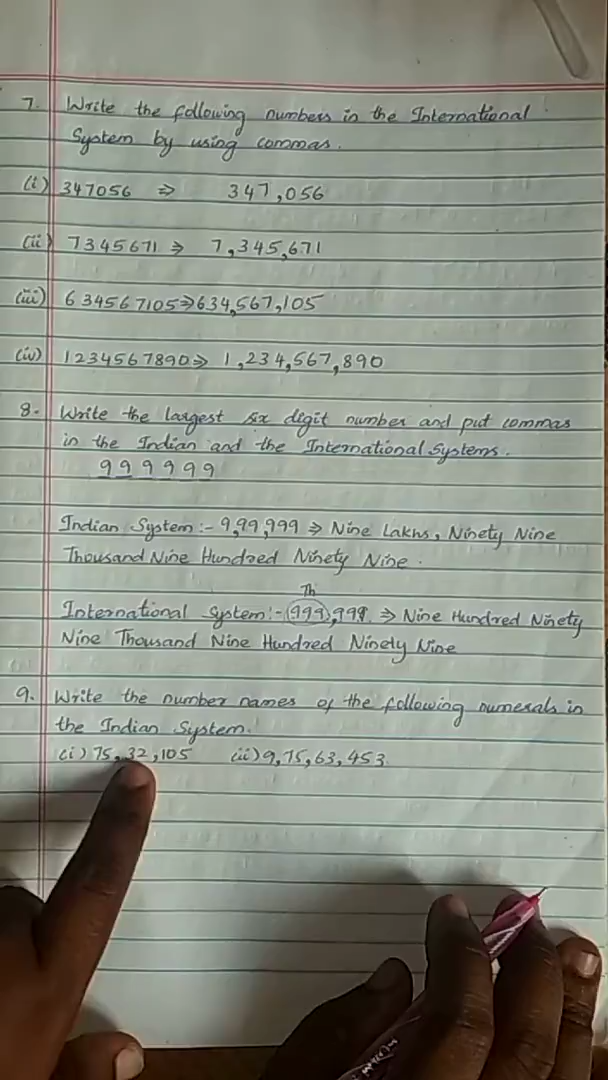 7. Write the following numbers in the International
System by using commas.
(i) 347056 ⇒ 347,056
(ii) 7345671 ⇒ 7,345,671
(iii) 634567105⇒634,567,105
(iv) 1234567890⇒ 1,234,567,890
8. Write the largest six digit number and put commas
in the Indian and the International Systems.
999999
Indian System:- 9,99,999 ⇒ Nine Lakhs, Ninety Nine
Thousand Nine Hundred Ninety Nine.
Th
International System:- 999,999 ⇒ Nine Hundred Ninety
Nine Thousand Nine Hundred Ninety Nine
9. Write the number names of the following numerals in
the Indian System.
(i) 75,32,105 (ii) 9,75,63,453